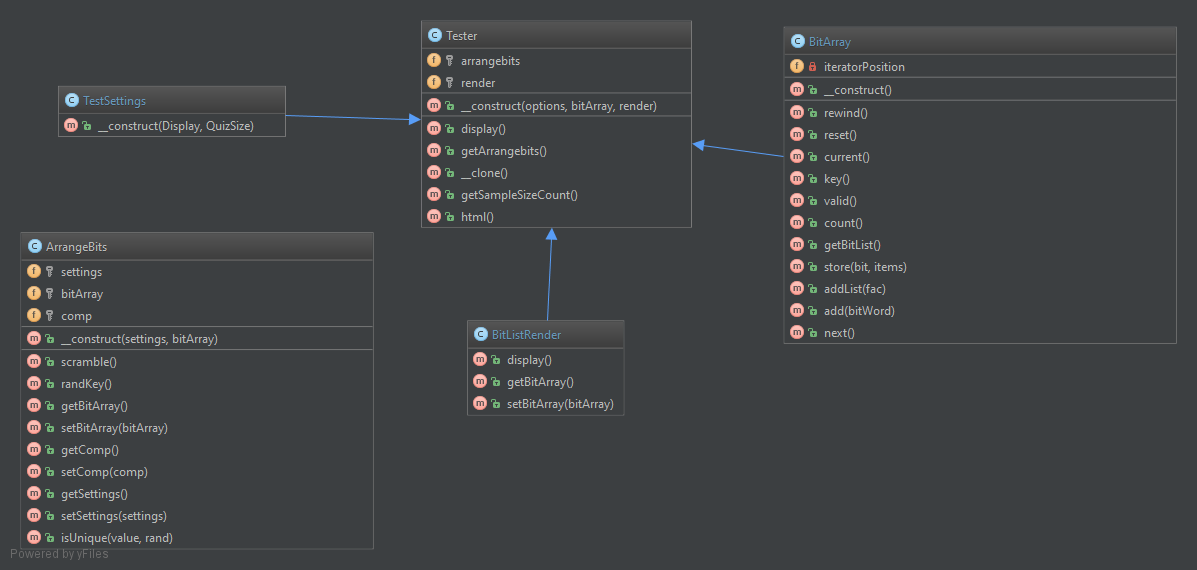 TestSettings
__construct(Display, QuizSize)
Tester
arrangebits
render
__construct(options, bitArray, render)
display()
getArrangebits()
__clone()
getSampleSizeCount()
html()
BitArray
iteratorPosition
__construct()
rewind()
reset()
current()
key()
valid()
count()
getBitList()
store(bit, items)
addList(fac)
add(bitWord)
next()
ArrangeBits
settings
bitArray
comp
__construct(settings, bitArray)
scramble()
randKey()
getBitArray()
setBitArray(bitArray)
getComp()
setComp(comp)
getSettings()
setSettings(settings)
isUnique(value, rand)
BitListRender
display()
getBitArray()
setBitArray(bitArray)
Powered by yFiles